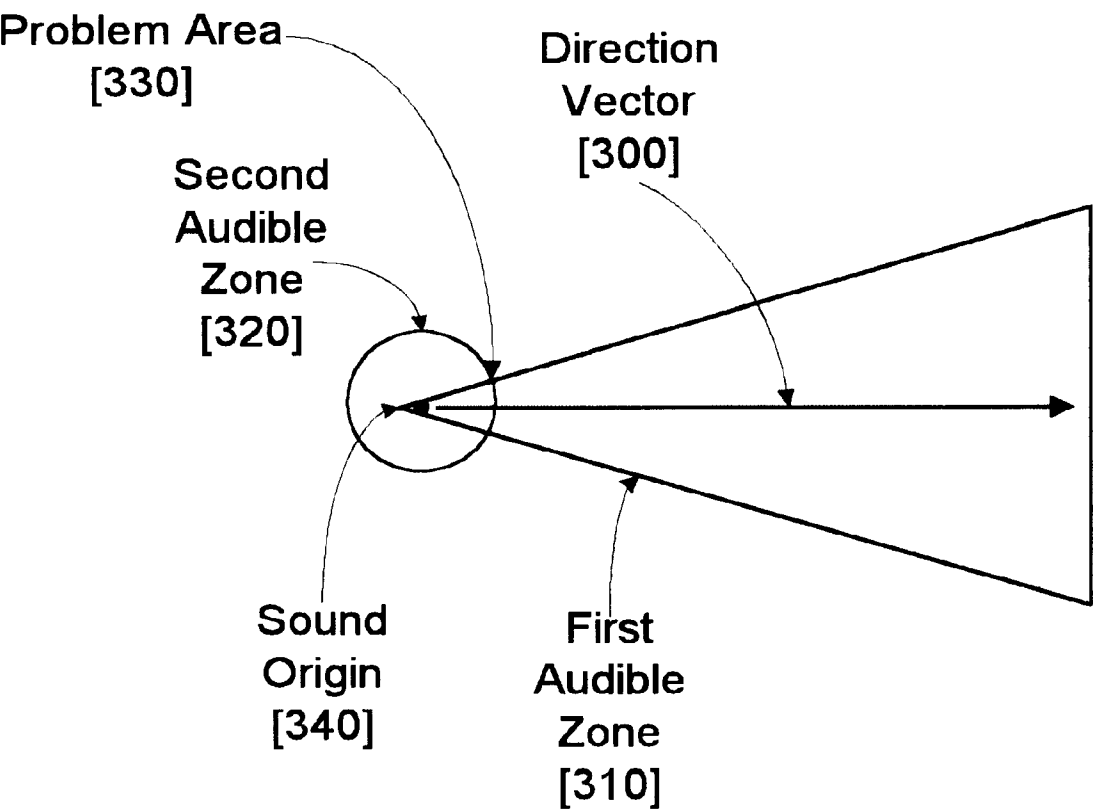 Problem Area
[330]
Direction
Vector
[300]
Second
Audible
Zone
[320]
Sound
Origin
[340]
First
Audible
Zone
[310]